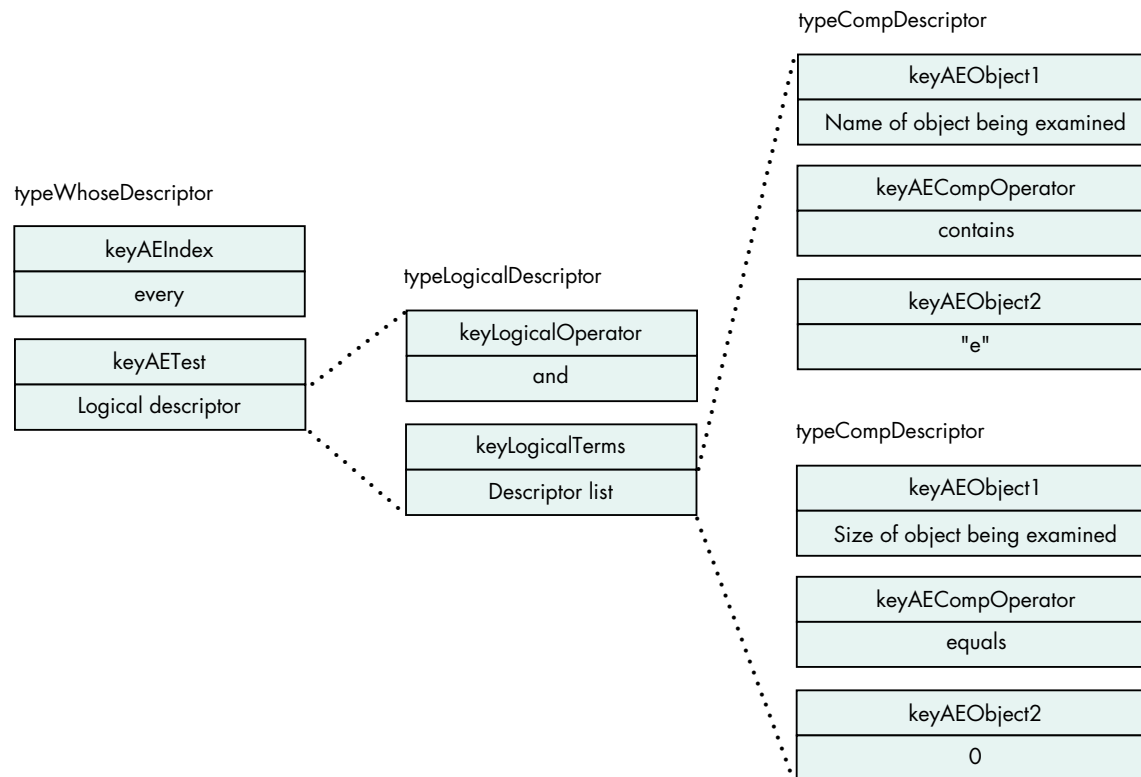 typeWhoseDescriptor
keyAEIndex
every
keyAETest
Logical descriptor
typeLogicalDescriptor
keyLogicalOperator
and
keyLogicalTerms
Descriptor list
typeCompDescriptor
keyAEObject1
Name of object being examined
keyAECompOperator
contains
keyAEObject2
"e"
typeCompDescriptor
keyAEObject1
Size of object being examined
keyAECompOperator
equals
keyAEObject2
0